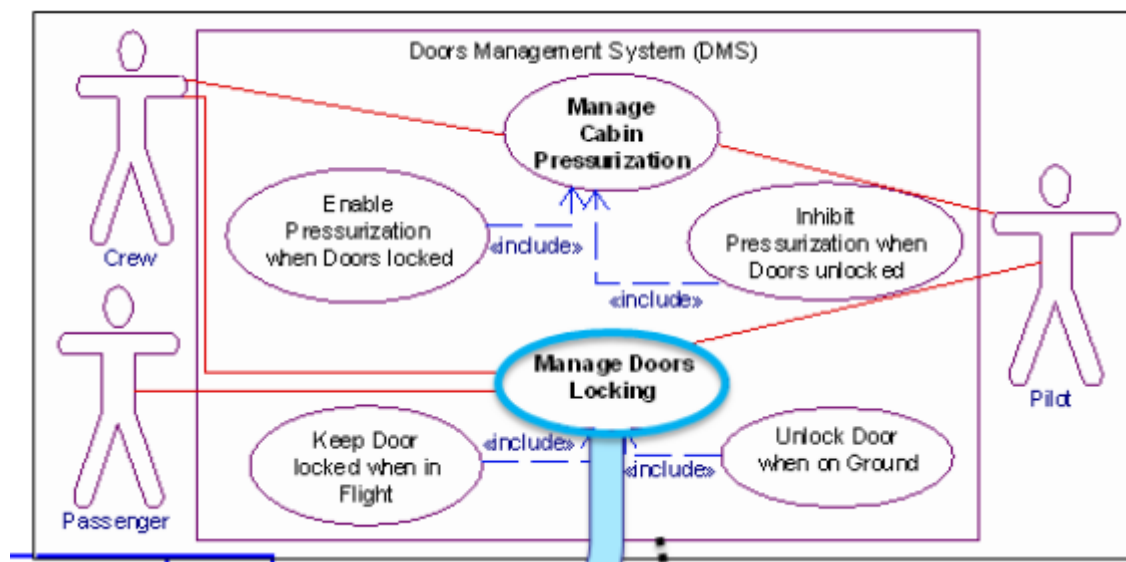 Doors Management System (DMS)
Manage
Cabin
Pressurization
Enable
Pressurization
when Doors locked
«include»
Inhibit
Pressurization when
Doors unlocked
«include»
Crew
Manage Doors
Locking
Pilot
Keep Door
locked when in
Flight
«include»
Unlock Door
when on Ground
«include»
Passenger